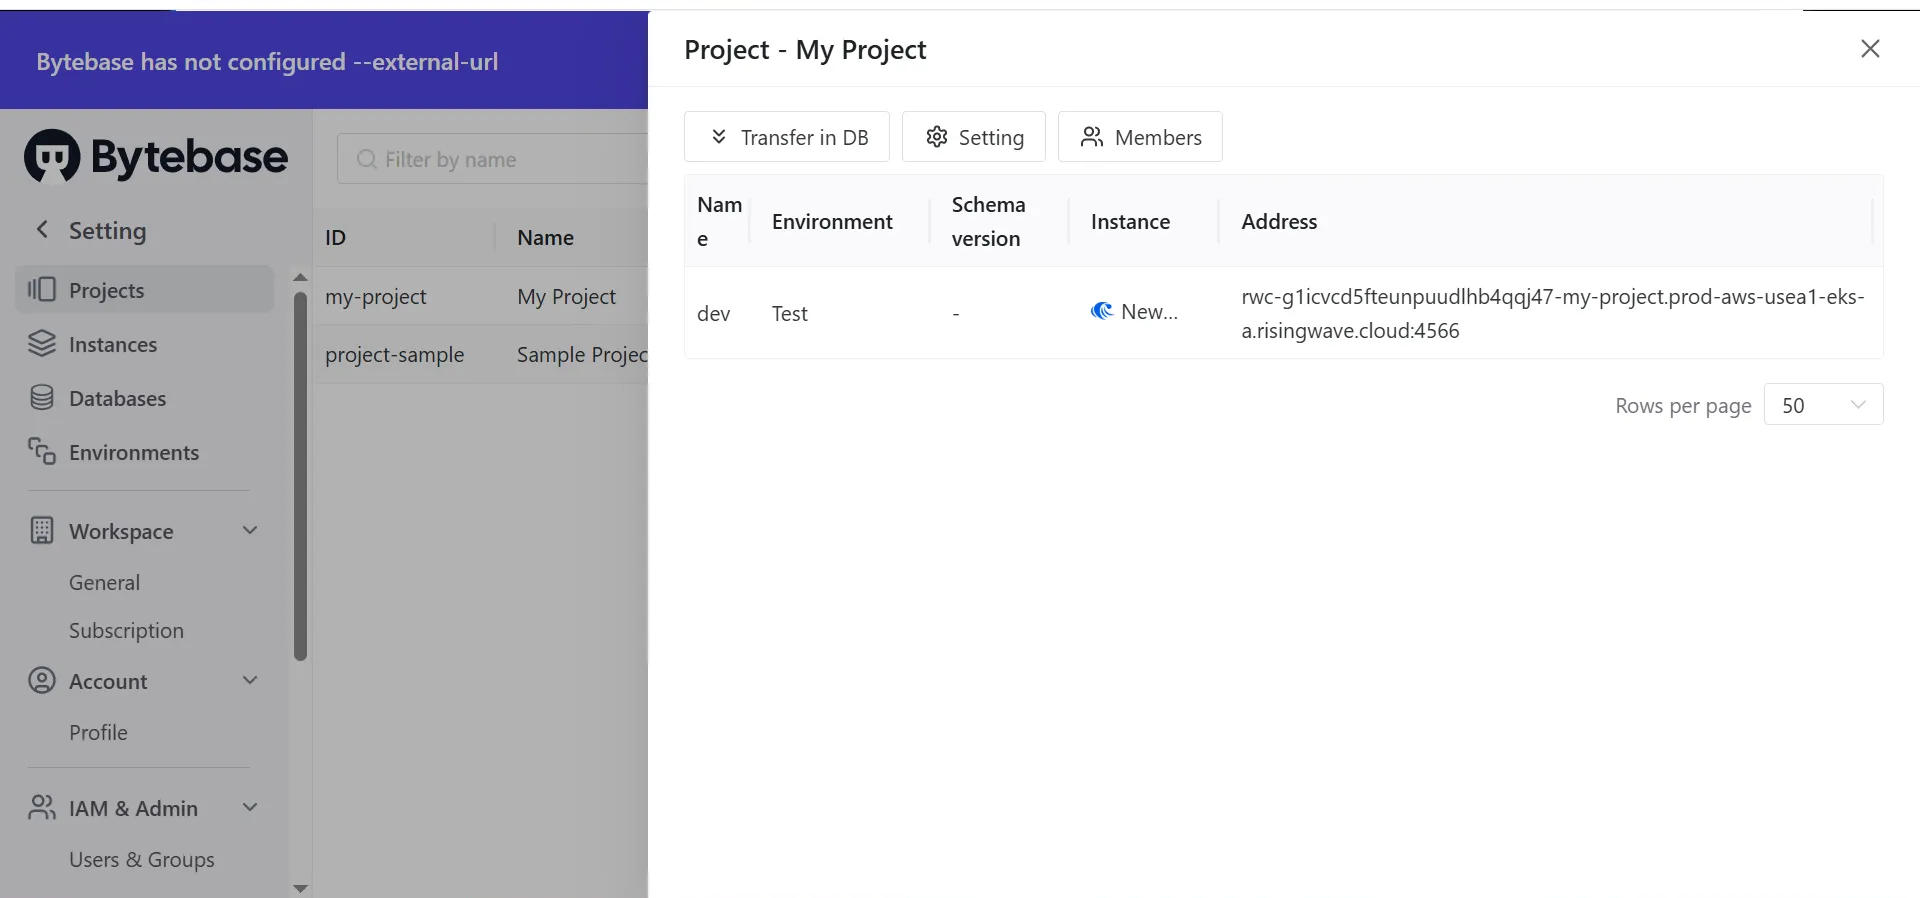 Bytebase has not configured --external-url
Bytebase
Setting
Projects
Instances
Databases
Environments
Workspace
General
Subscription
Account
Profile
IAM & Admin
Users & Groups
Filter by name
ID Name
my-project My Project
project-sample Sample Projec
Project - My Project
Transfer in DB Setting Members
Nam
e
Environment
Schema
version
Instance
Address
dev
Test
-
New...
rwc-g1icvcd5fteunpuudlhb4qqj47-my-project.prod-aws-usea1-eks-
a.risingwave.cloud:4566
Rows per page 50